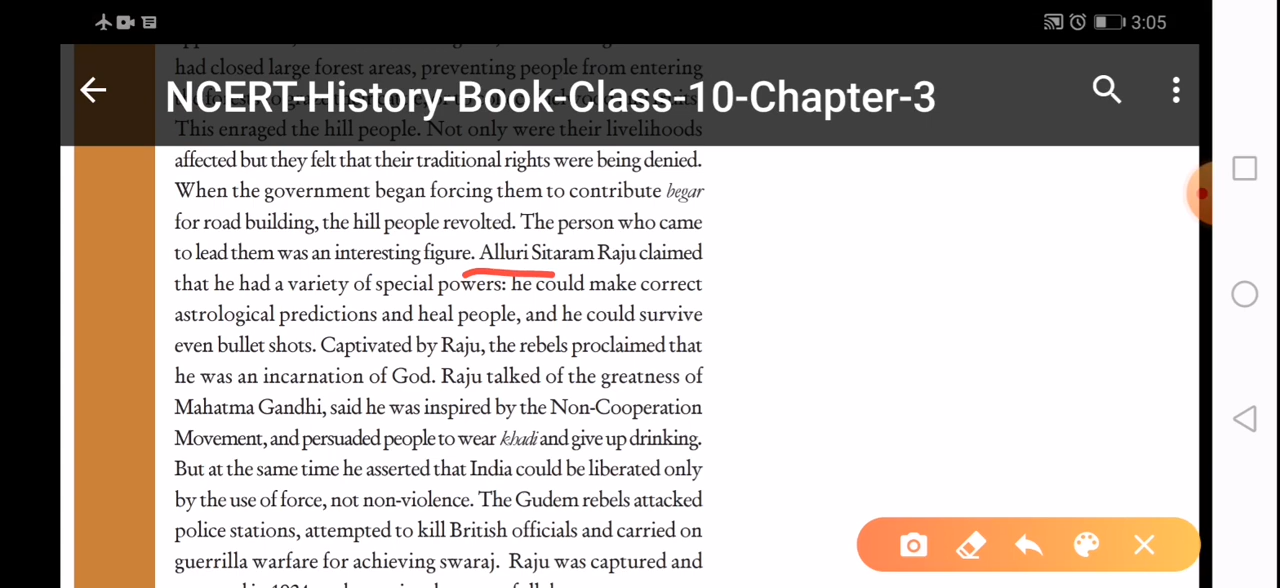 3:05
NCERT-History-Book-Class-10-Chapter-3
had closed large forest areas, preventing people from entering
This enraged the hill people. Not only were their livelihoods
affected but they felt that their traditional rights were being denied.
When the government began forcing them to contribute begar
for road building, the hill people revolted. The person who came
to lead them was an interesting figure. Alluri Sitaram Raju claimed
that he had a variety of special powers: he could make correct
astrological predictions and heal people, and he could survive
even bullet shots. Captivated by Raju, the rebels proclaimed that
he was an incarnation of God. Raju talked of the greatness of
Mahatma Gandhi, said he was inspired by the Non-Cooperation
Movement, and persuaded people to wear khadi and give up drinking.
But at the same time he asserted that India could be liberated only
by the use of force, not non-violence. The Gudem rebels attacked
police stations, attempted to kill British officials and carried on
guerrilla warfare for achieving swaraj. Raju was captured and